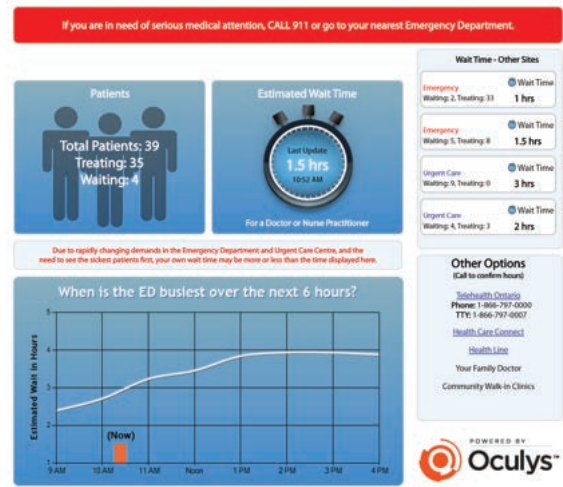 If you are in need of serious medical attention, CALL 911 or go to your nearest Emergency Department.
Patients
Total Patients: 39
Treating: 35
Waiting: 4
Estimated Wait Time
Last Update
1.5 hrs
10:52 AM
For a Doctor or Nurse Practitioner
Due to rapidly changing demands in the Emergency Department and Urgent Care Centre, and the
need to see the sickest patients first, your own wait time may be more or less than the time displayed here.
When is the ED busiest over the next 6 hours?
Estimated Wait in Hours
5
4
3
2
1
(Now)
9 AM 10 AM 11 AM Noon 1 PM 2 PM 3 PM 4 PM
Wait Time - Other Sites
Emergency Wait Time
Waiting: 2, Treating: 33 1 hrs
Emergency Wait Time
Waiting: 5, Treating: 8 1.5 hrs
Urgent Care Wait Time
Waiting: 9, Treating: 0 3 hrs
Urgent Care Wait Time
Waiting: 4, Treating: 3 2 hrs
Other Options
(Call to confirm hours)
Telehealth Ontario
Phone: 1-866-797-0000
TTY: 1-866-797-0007
Health Care Connect
Health Line
Your Family Doctor
Community Walk-in Clinics
POWERED BY
Oculys™